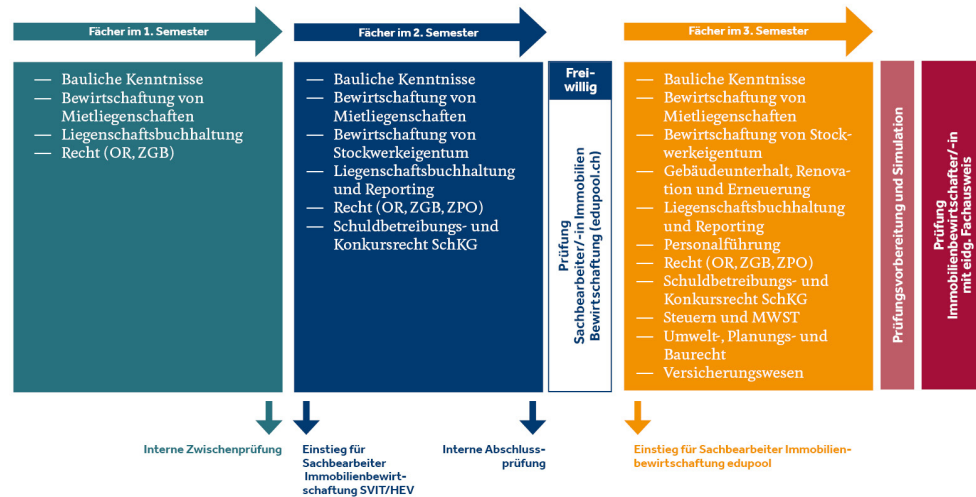 Fächer im 1. Semester
— Bauliche Kenntnisse
— Bewirtschaftung von
Mietliegenschaften
— Liegenschaftsbuchhaltung
— Recht (OR, ZGB)
Interne Zwischenprüfung
Fächer im 2. Semester
— Bauliche Kenntnisse
— Bewirtschaftung von
Mietliegenschaften
— Bewirtschaftung von
Stockwerkeigentum
— Liegenschaftsbuchhaltung
und Reporting
— Recht (OR, ZGB, ZPO)
— Schuldbetreibungs- und
Konkursrecht SchKG
Einstieg für
Sachbearbeiter
Immobilienbewirt-
schaftung SVIT/HEV
Interne Abschluss-
prüfung
Frei-
willig
Prüfung
Sachbearbeiter/-in Immobilien
Bewirtschaftung (edupool.ch)
Fächer im 3. Semester
— Bauliche Kenntnisse
— Bewirtschaftung von
Mietliegenschaften
— Bewirtschaftung von Stock-
werkeigentum
— Gebäudeunterhalt, Renova-
tion und Erneuerung
— Liegenschaftsbuchhaltung
und Reporting
— Personalführung
— Recht (OR, ZGB, ZPO)
— Schuldbetreibungs- und
Konkursrecht SchKG
— Steuern und MWST
— Umwelt-, Planungs- und
Baurecht
— Versicherungswesen
Einstieg für Sachbearbeiter Immobilien-
bewirtschaftung edupool
Prüfungsvorbereitung und Simulation
Prüfung
Immobilienbewirtschafter/-in
mit eidg. Fachausweis